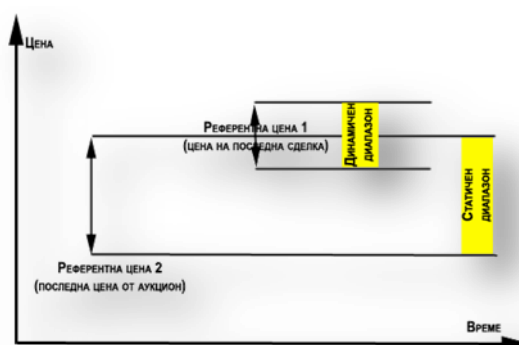 Цена
Референтна цена 1
(цена на последна сделка)
Динамичен
диапазон
Статичен
диапазон
Референтна цена 2
(последна цена от аукцион)
Време